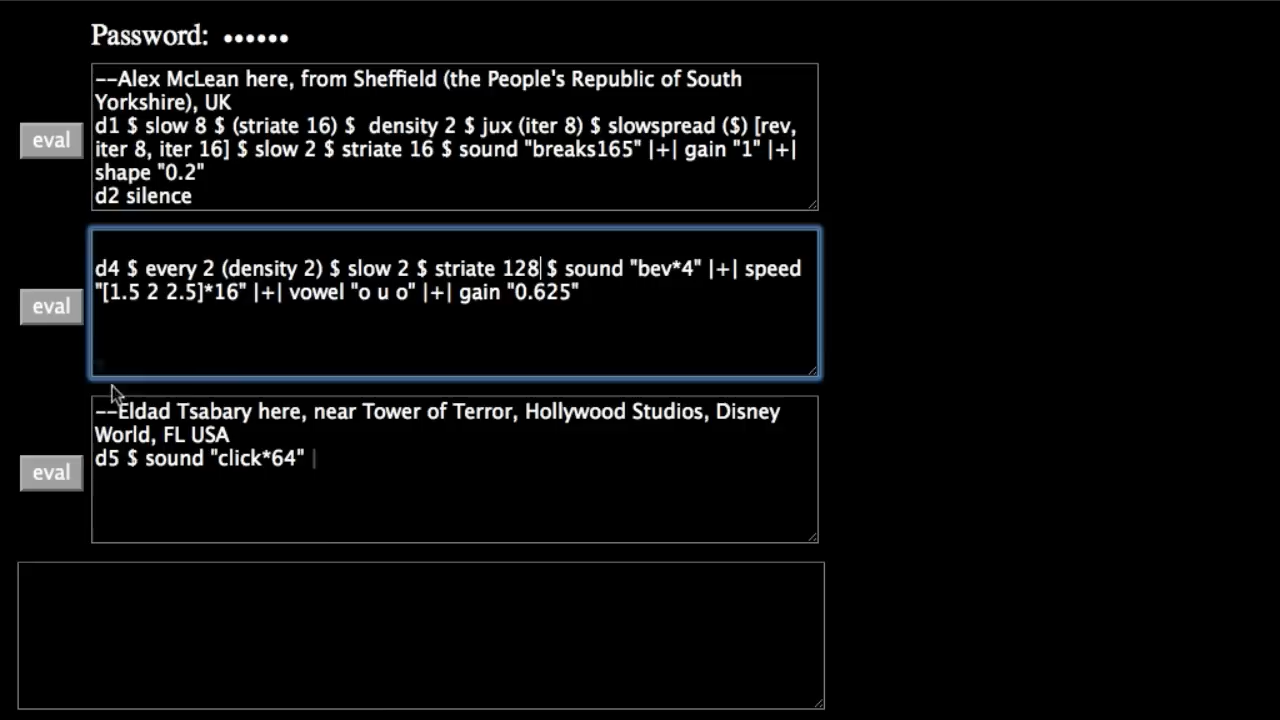 Password: ••••••
--Alex McLean here, from Sheffield (the People's Republic of South
Yorkshire), UK
d1 $ slow 8 $ (striate 16) $  density 2 $ jux (iter 8) $ slowspread ($) [rev,
iter 8, iter 16] $ slow 2 $ striate 16 $ sound "breaks165" |+| gain "1" |+|
shape "0.2"
d2 silence
eval
d4 $ every 2 (density 2) $ slow 2 $ striate 128 $ sound "bev*4" |+| speed
"[1.5 2 2.5]*16" |+| vowel "o u o" |+| gain "0.625"
eval
--Eldad Tsabary here, near Tower of Terror, Hollywood Studios, Disney
World, FL USA
d5 $ sound "click*64" |
eval